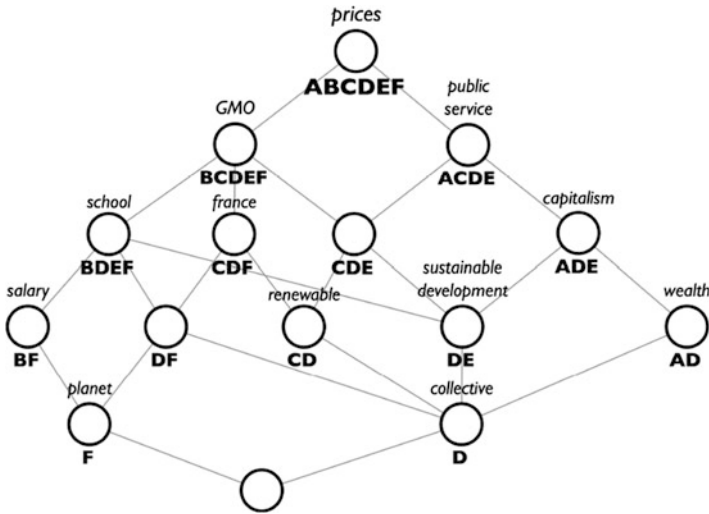 prices
ABCDEF
GMO
public
service
BCDEF
ACDE
school
france
capitalism
BDEF
CDF
CDE
ADE
salary
renewable
sustainable
development
wealth
BF
DF
CD
DE
AD
planet
collective
F
D